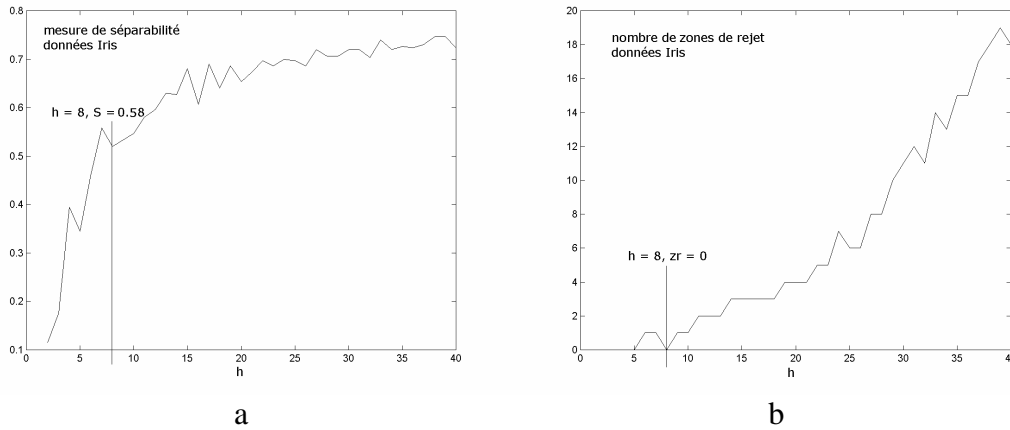 mesure de séparabilité
données Iris
h = 8, S = 0.58
0.8
0.7
0.6
0.5
0.4
0.3
0.2
0.1
0 5 10 15 20 25 30 35 40
h
a
nombre de zones de rejet
données Iris
h = 8, zr = 0
20
18
16
14
12
10
8
6
4
2
0
0 5 10 15 20 25 30 35 40
h
b